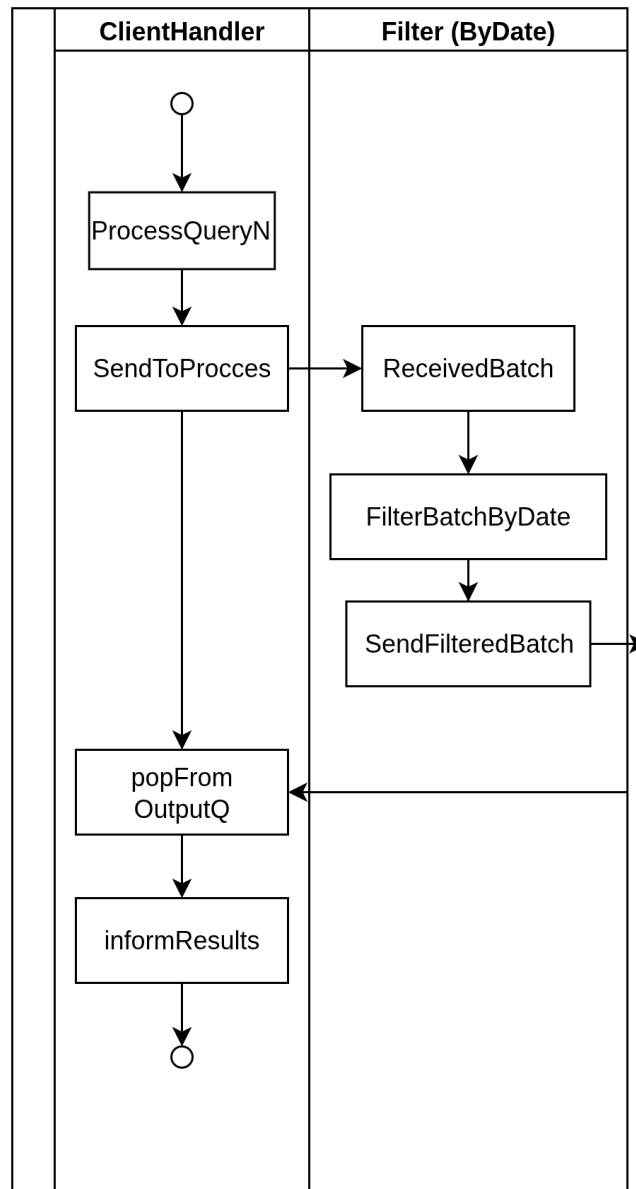 ClientHandler
Filter (ByDate)
ProcessQueryN
SendToProcces
ReceivedBatch
FilterBatchByDate
SendFilteredBatch
popFrom
OutputQ
informResults